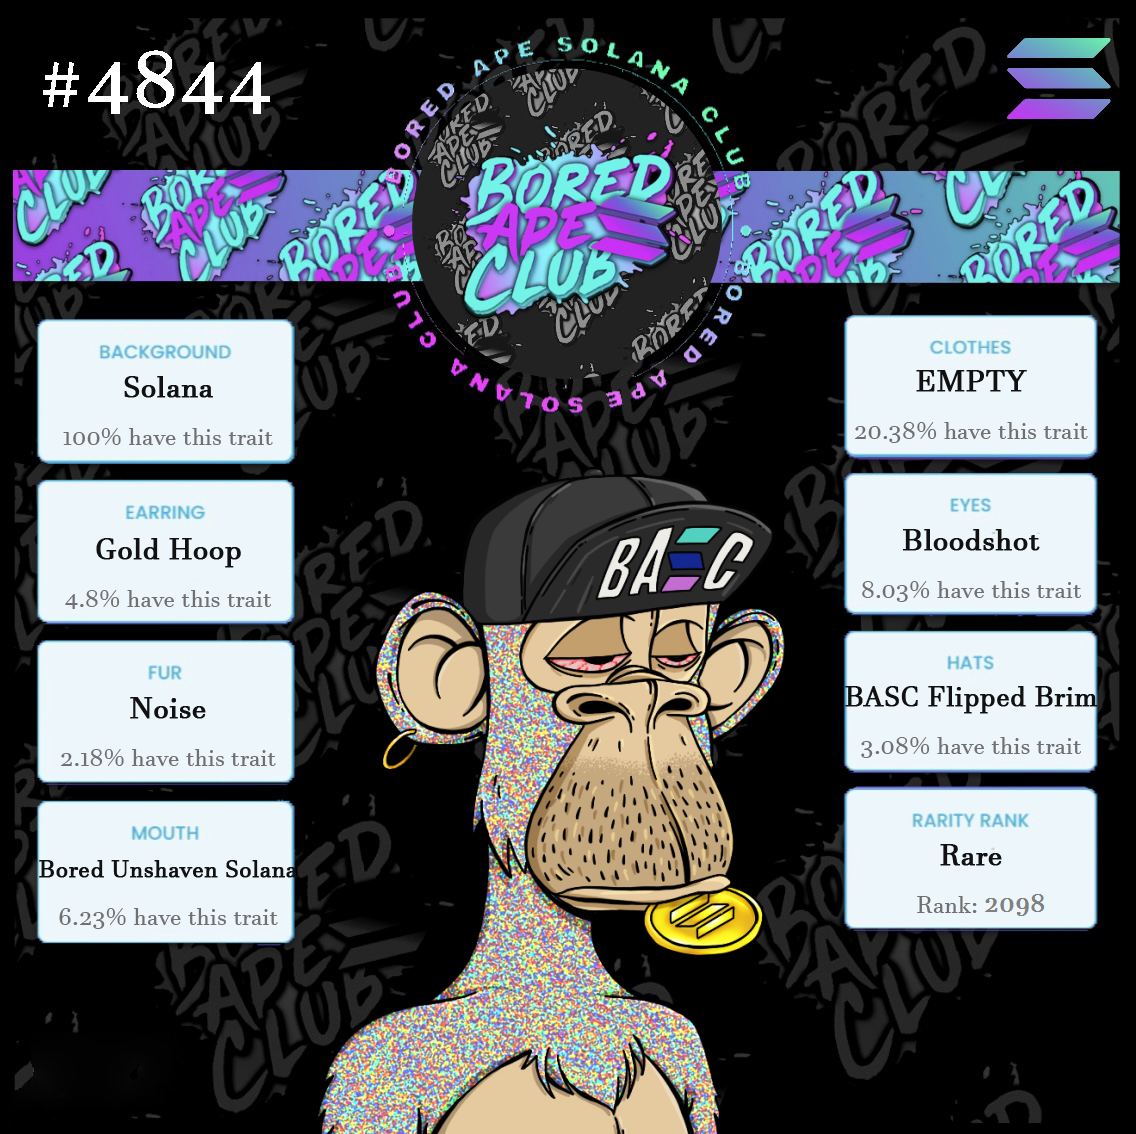 #4844
BORED APE SOLANA CLUB
BORED APE SOLANA CLUB
BORED
APE
CLUB
BACKGROUND
Solana
100% have this trait
EARRING
Gold Hoop
4.8% have this trait
FUR
Noise
2.18% have this trait
MOUTH
Bored Unshaven Solana
6.23% have this trait
CLOTHES
EMPTY
20.38% have this trait
EYES
Bloodshot
8.03% have this trait
HATS
BASC Flipped Brim
3.08% have this trait
RARITY RANK
Rare
Rank: 2098
BASC